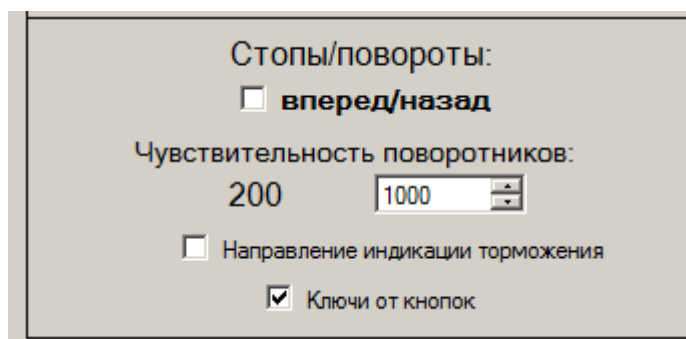 Стопы/повороты:
вперед/назад
Чувствительность поворотников:
200 1000
Направление индикации торможения
Ключи от кнопок